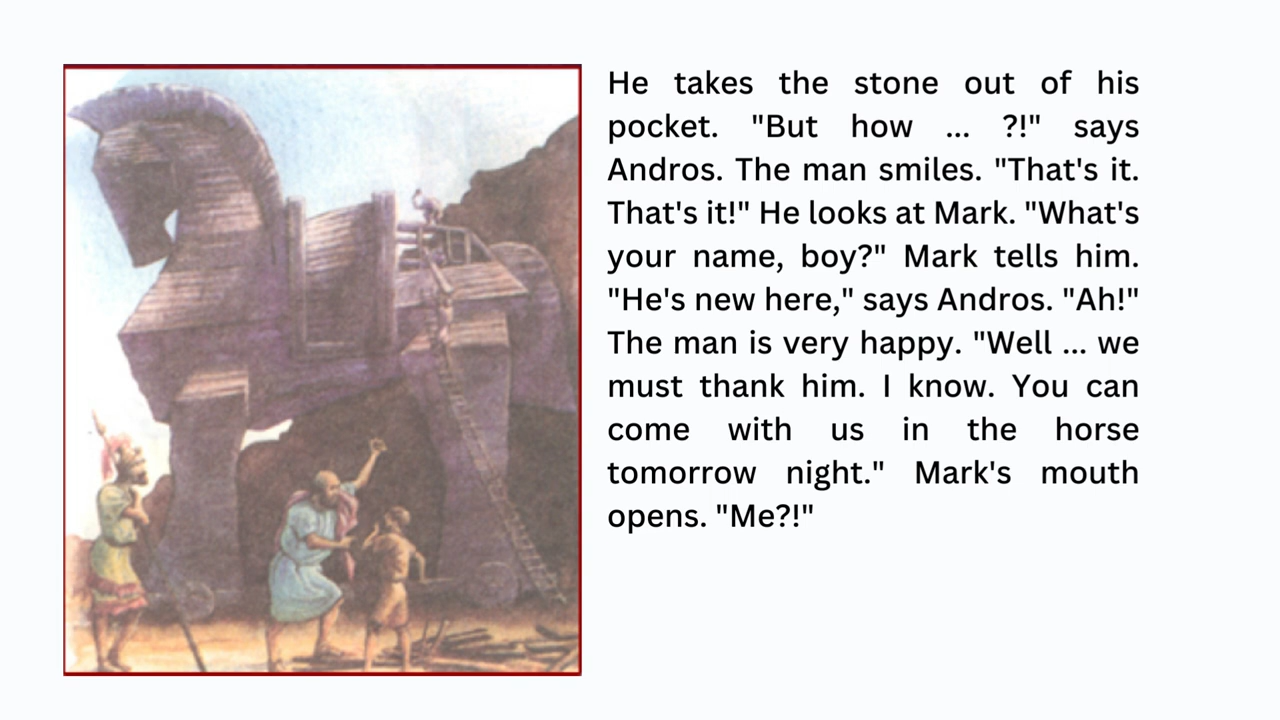 He takes the stone out of his
pocket. "But how ... ?!" says
Andros. The man smiles. "That's it.
That's it!" He looks at Mark. "What's
your name, boy?" Mark tells him.
"He's new here," says Andros. "Ah!"
The man is very happy. "Well ... we
must thank him. I know. You can
come with us in the horse
tomorrow night." Mark's mouth
opens. "Me?!"